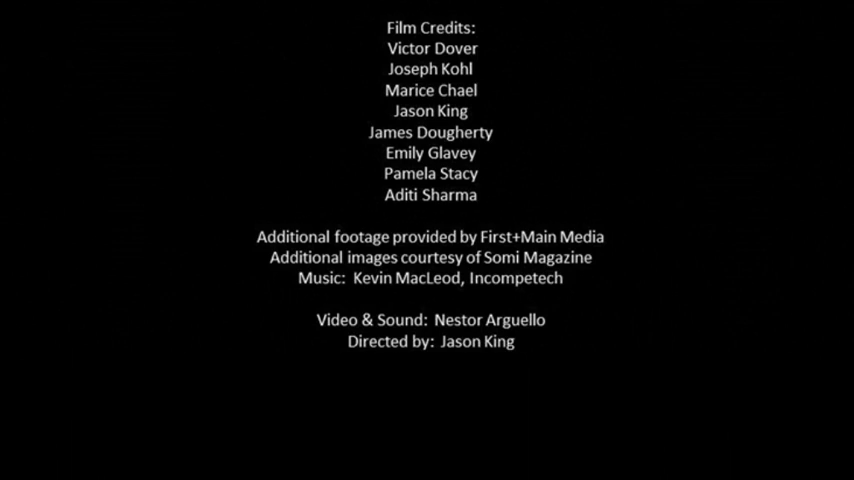 Film Credits:
Victor Dover
Joseph Kohl
Marice Chael
Jason King
James Dougherty
Emily Glavey
Pamela Stacy
Aditi Sharma
Additional footage provided by First+Main Media
Additional images courtesy of Somi Magazine
Music: Kevin MacLeod, Incompetech
Video & Sound: Nestor Arguello
Directed by: Jason King